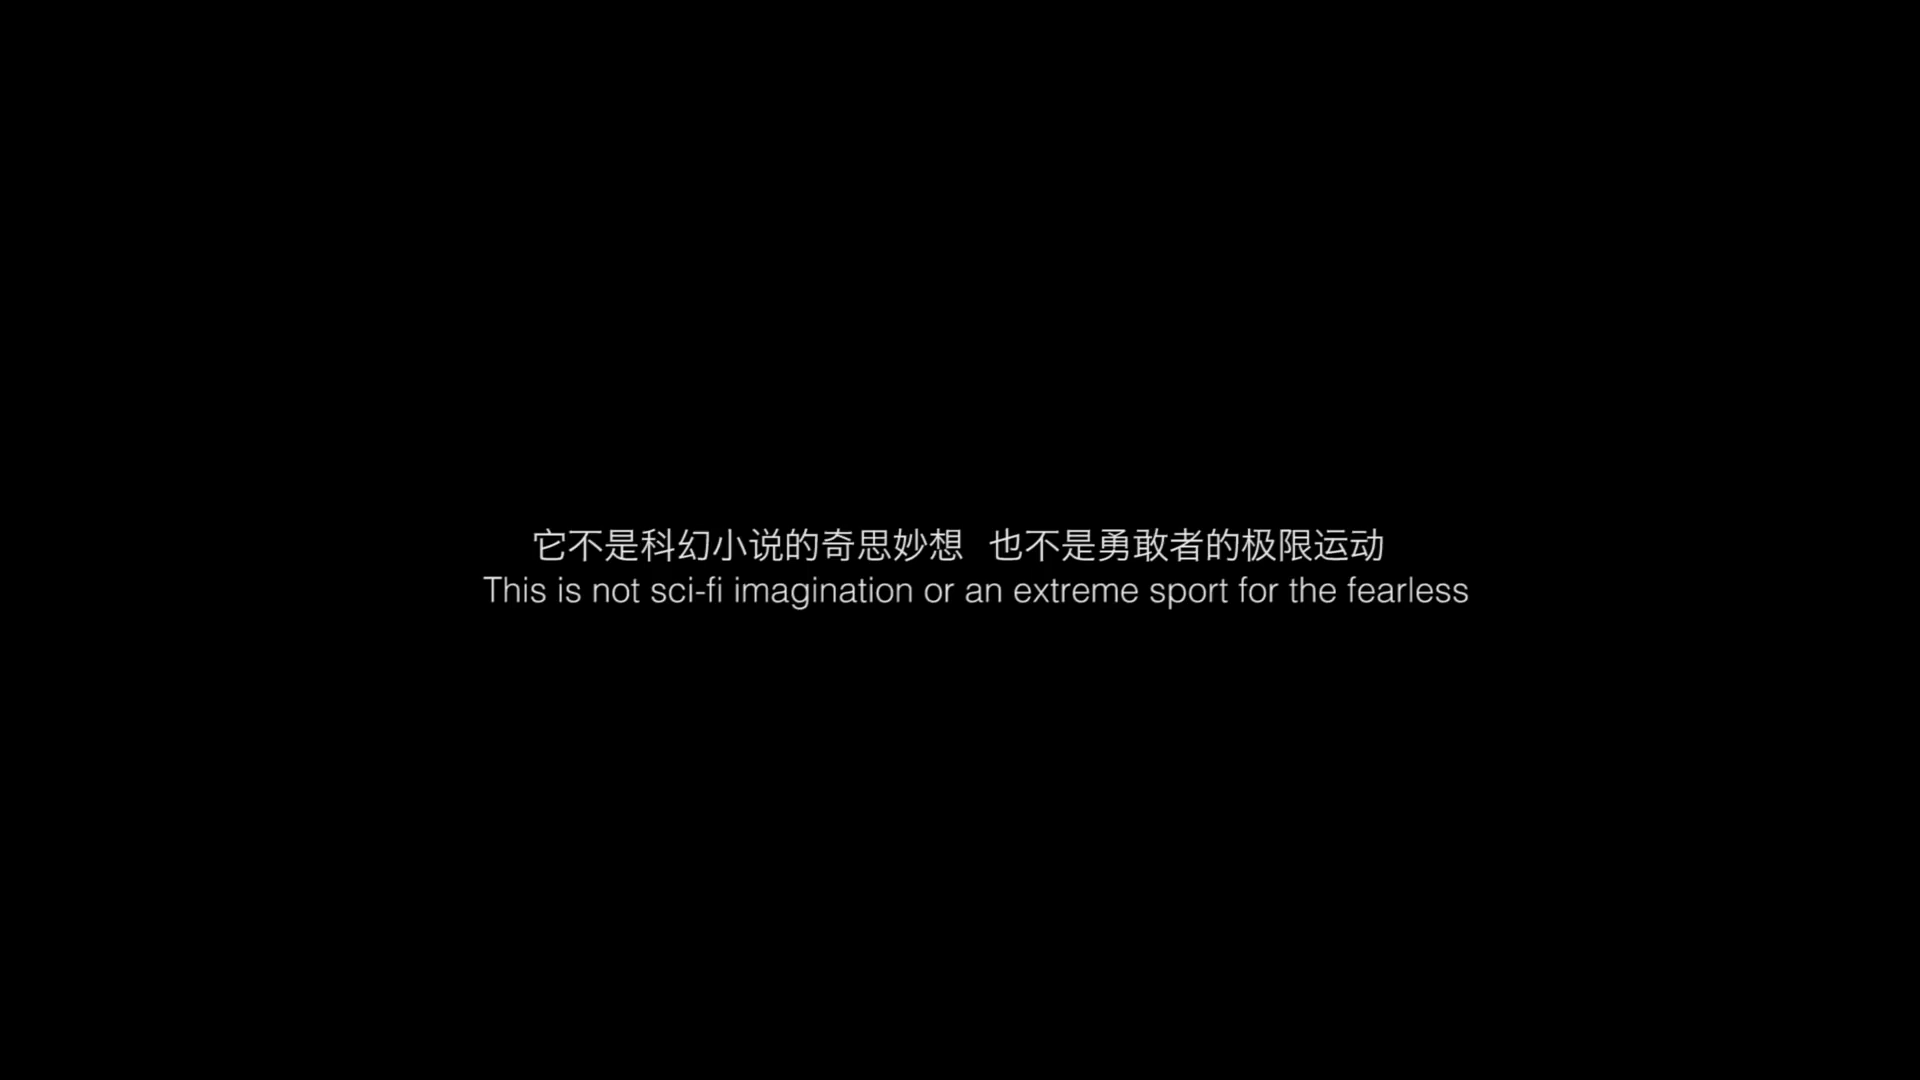 它不是科幻小说的奇思妙想 也不是勇敢者的极限运动
This is not sci-fi imagination or an extreme sport for the fearless